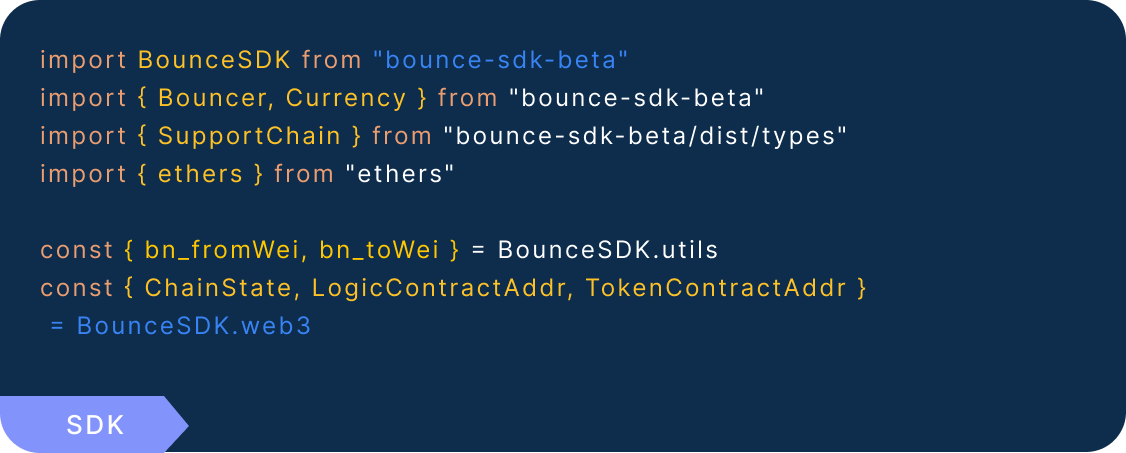 import BounceSDK from "bounce-sdk-beta"
import { Bouncer, Currency } from "bounce-sdk-beta"
import { SupportChain } from "bounce-sdk-beta/dist/types"
import { ethers } from "ethers"
const { bn_fromWei, bn_toWei } = BounceSDK.utils
const { ChainState, LogicContractAddr, TokenContractAddr }
= BounceSDK.web3
SDK